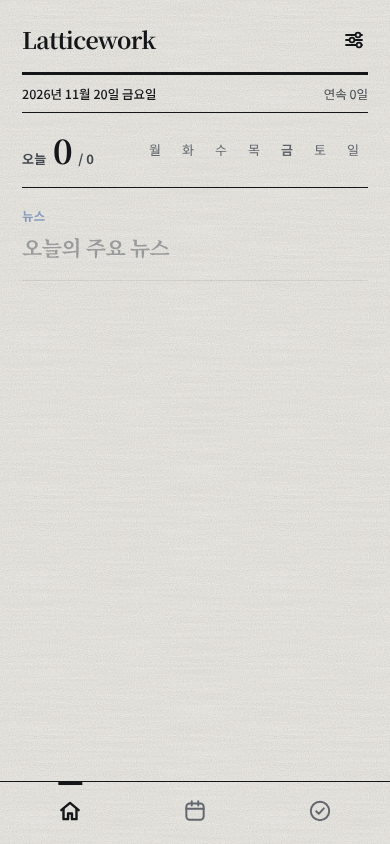 Latticework
2026년 11월 20일 금요일
연속 0일
오늘 0 / 0
월 화 수 목 금 토 일
뉴스
오늘의 주요 뉴스